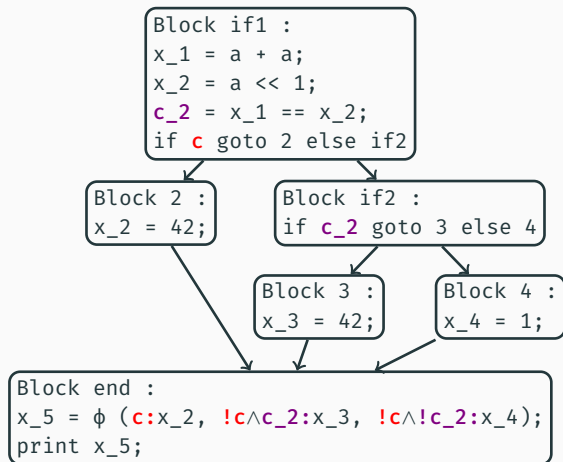 Block if1 :
x_1 = a + a;
x_2 = a << 1;
c_2 = x_1 == x_2;
if c goto 2 else if2
Block 2 :
x_2 = 42;
Block if2 :
if c_2 goto 3 else 4
Block 3 :
x_3 = 42;
Block 4 :
x_4 = 1;
Block end :
x_5 = ϕ (c:x_2, !c∧c_2:x_3, !c∧!c_2:x_4);
print x_5;